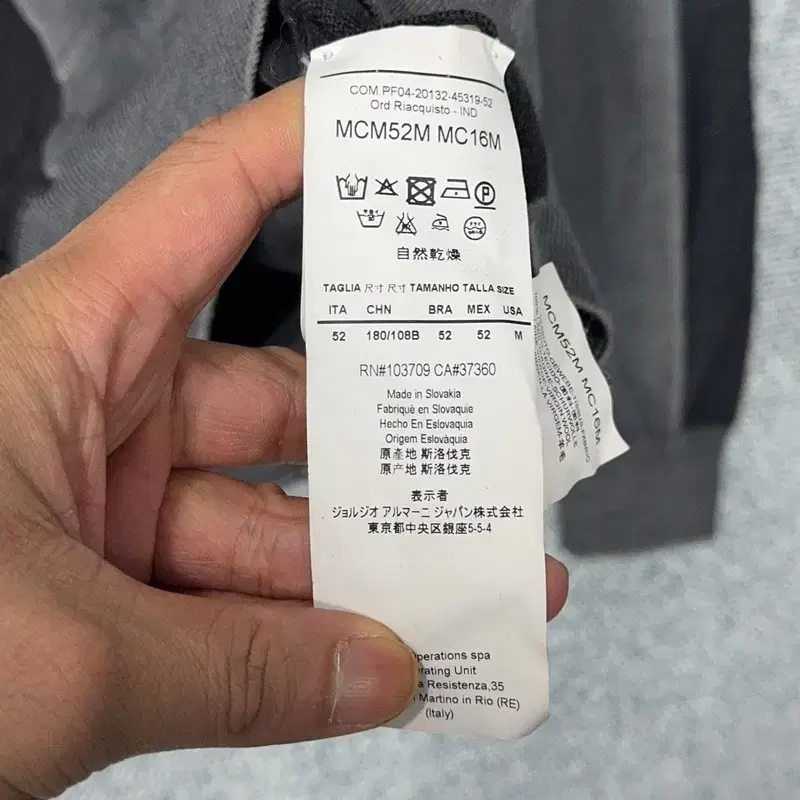 COM.PF04-20132-45319-52
Ord Riacquisto - IND
MCM52M MC16M
自然乾燥
TAGLIA 尺寸 尺寸 TAMANHO TALLA SIZE
ITA CHN BRA MEX USA
52 180/108B 52 52 M
RN#103709 CA#37360
Made in Slovakia
Fabriqué en Slovaquie
Hecho En Eslovaquia
Origem Eslováquia
原產地 斯洛伐克
原产地 斯洛伐克
表示者
ジョルジオ アルマーニ ジャパン株式会社
東京都中央区銀座5-5-4
perations spa
rating Unit
a Resistenza,35
Martino in Rio (RE)
(Italy)
MCM52M MC16M